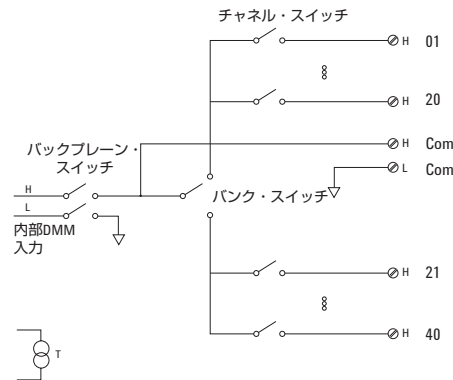 チャネル・スイッチ
H 01
H 20
H Com
L Com
バックプレーン・
スイッチ
H
L
内部DMM
入力
バンク・スイッチ
H 21
H 40
T